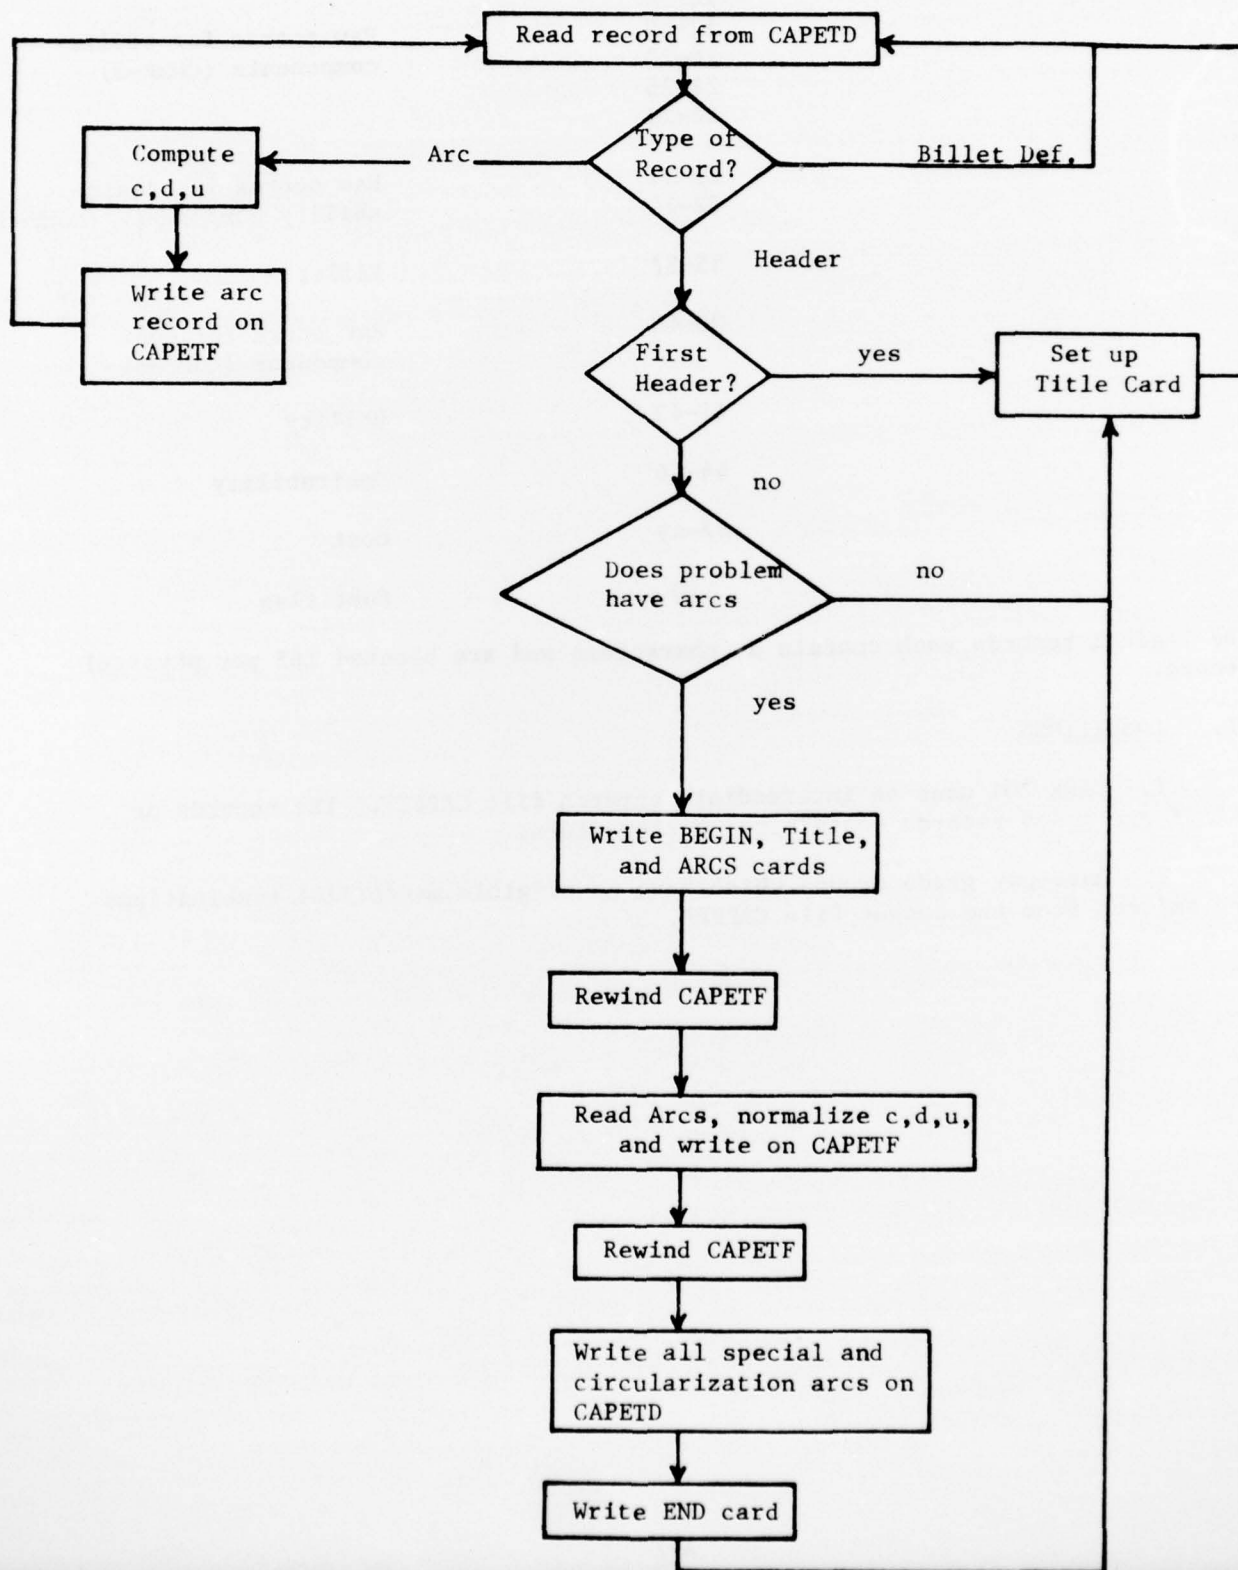 Read record from CAPETD
Type of
Record?
Arc
Billet Def.
Compute
c,d,u
Header
Write arc
record on
CAPETF
First
Header?
yes
Set up
Title Card
no
Does problem
have arcs
no
yes
Write BEGIN, Title,
and ARCS cards
Rewind CAPETF
Read Arcs, normalize c,d,u,
and write on CAPETF
Rewind CAPETF
Write all special and
circularization arcs on
CAPETD
Write END card